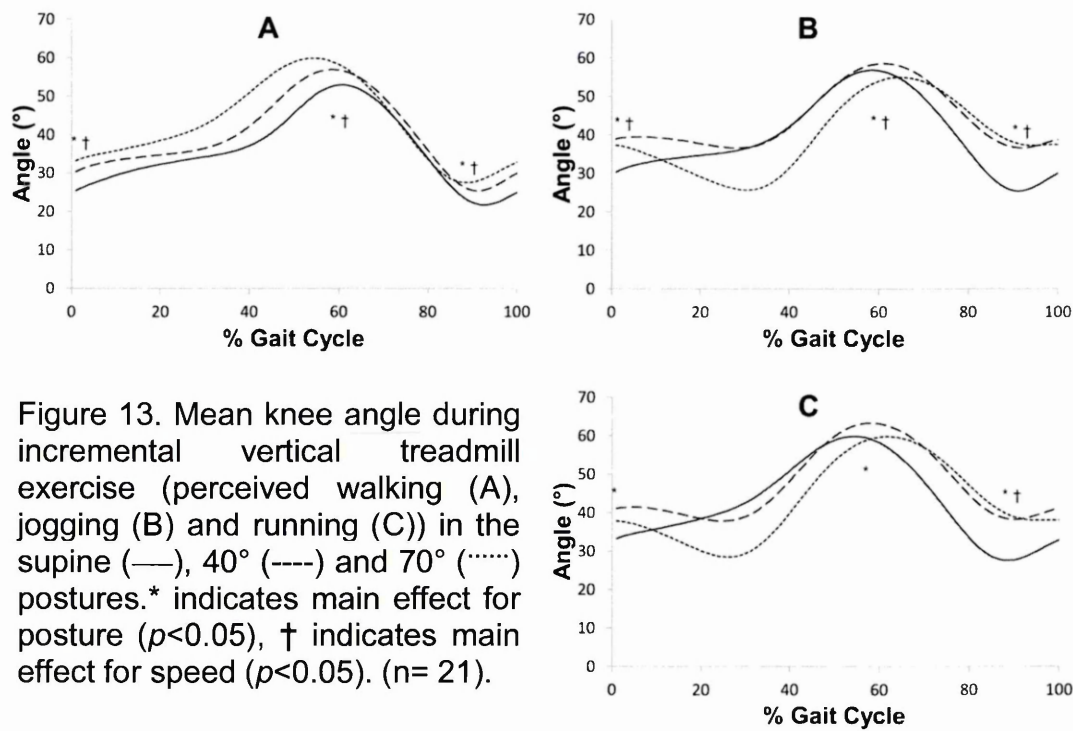 A
Angle (°)
70
60
50
40
30
20
10
0
0 20 40 60 80 100
% Gait Cycle
* †
* †
* †
B
Angle (°)
70
60
50
40
30
20
10
0
0 20 40 60 80 100
% Gait Cycle
* †
* †
* †
Figure 13. Mean knee angle during
incremental vertical treadmill
exercise (perceived walking (A),
jogging (B) and running (C)) in the
supine (—), 40° (----) and 70° (······)
postures.* indicates main effect for
posture (p<0.05), † indicates main
effect for speed (p<0.05). (n= 21).
C
Angle (°)
70
60
50
40
30
20
10
0
0 20 40 60 80 100
% Gait Cycle
*
*
* †